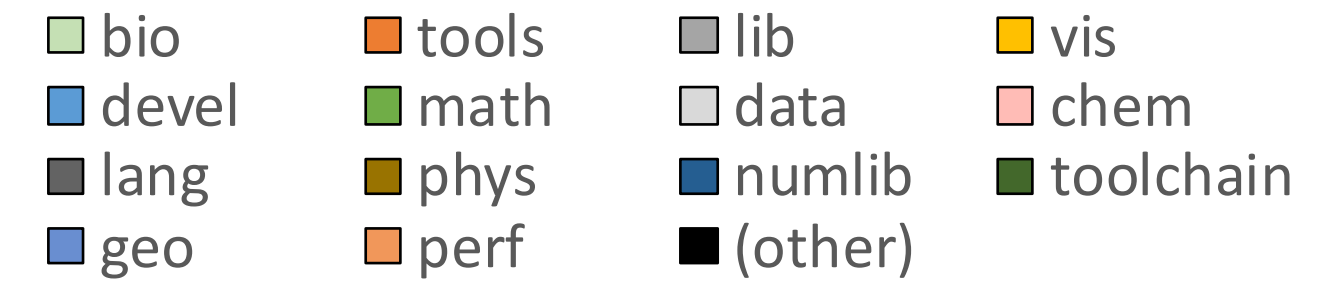 bio tools lib vis
devel math data chem
lang phys numlib toolchain
geo perf (other)